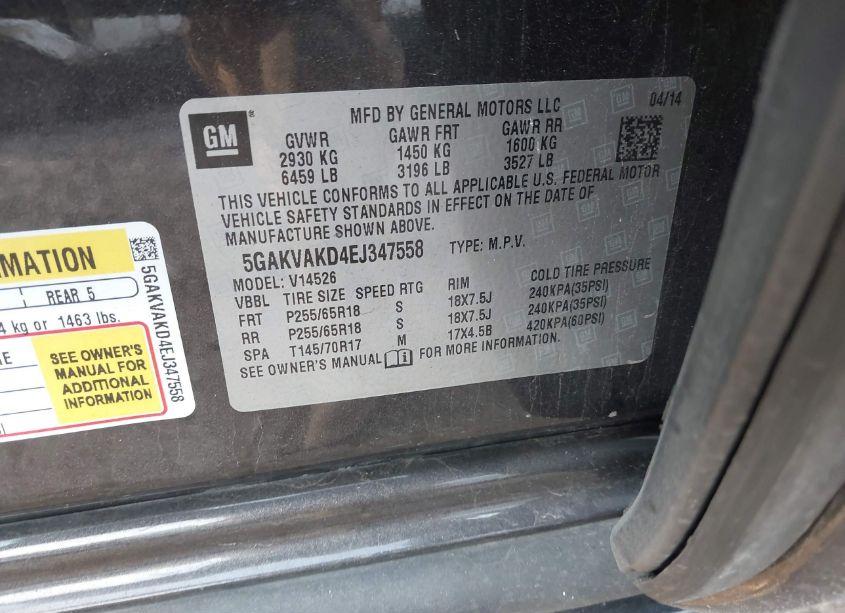 MFD BY GENERAL MOTORS LLC 04/14
GM
GVWR GAWR FRT GAWR RR
2930 KG 1450 KG 1600 KG
6459 LB 3196 LB 3527 LB
THIS VEHICLE CONFORMS TO ALL APPLICABLE U.S. FEDERAL MOTOR
VEHICLE SAFETY STANDARDS IN EFFECT ON THE DATE OF
MANUFACTURE SHOWN ABOVE.
5GAKVAKD4EJ347558 TYPE: M.P.V.
MODEL: V14526
VBBL TIRE SIZE SPEED RTG RIM COLD TIRE PRESSURE
FRT P255/65R18 S 18X7.5J 240KPA(35PSI)
RR P255/65R18 S 18X7.5J 240KPA(35PSI)
SPA T145/70R17 M 17X4.5B 420KPA(60PSI)
SEE OWNER'S MANUAL FOR MORE INFORMATION.
REAR 5
kg or 1463 lbs.
SEE OWNER'S
MANUAL FOR
ADDITIONAL
INFORMATION
5GAKVAKD4EJ347558